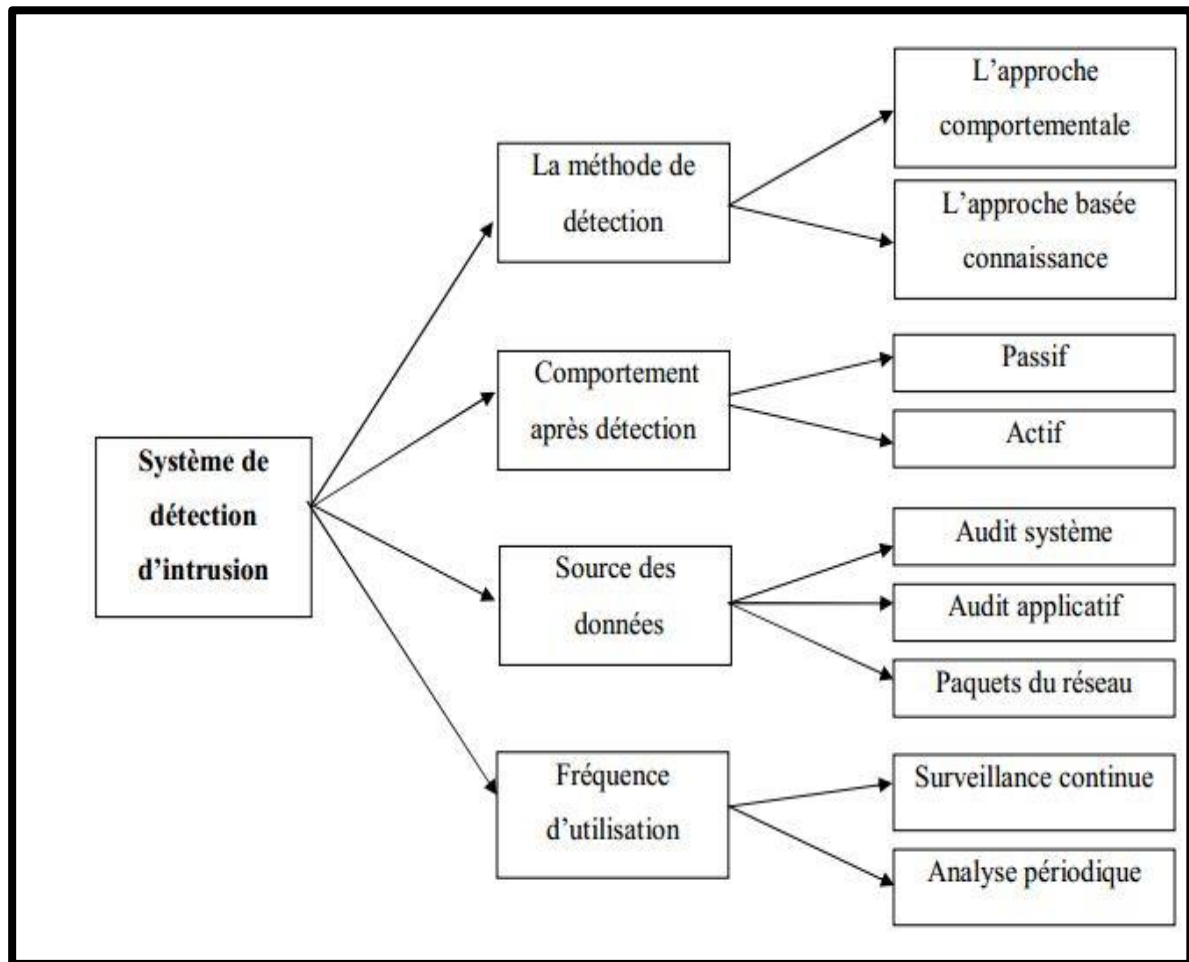 L’approche
comportementale
La méthode de
détection
L’approche basée
connaissance
Comportement
après détection
Passif
Actif
Système de
détection
d’intrusion
Source des
données
Audit système
Audit applicatif
Paquets du réseau
Fréquence
d’utilisation
Surveillance continue
Analyse périodique